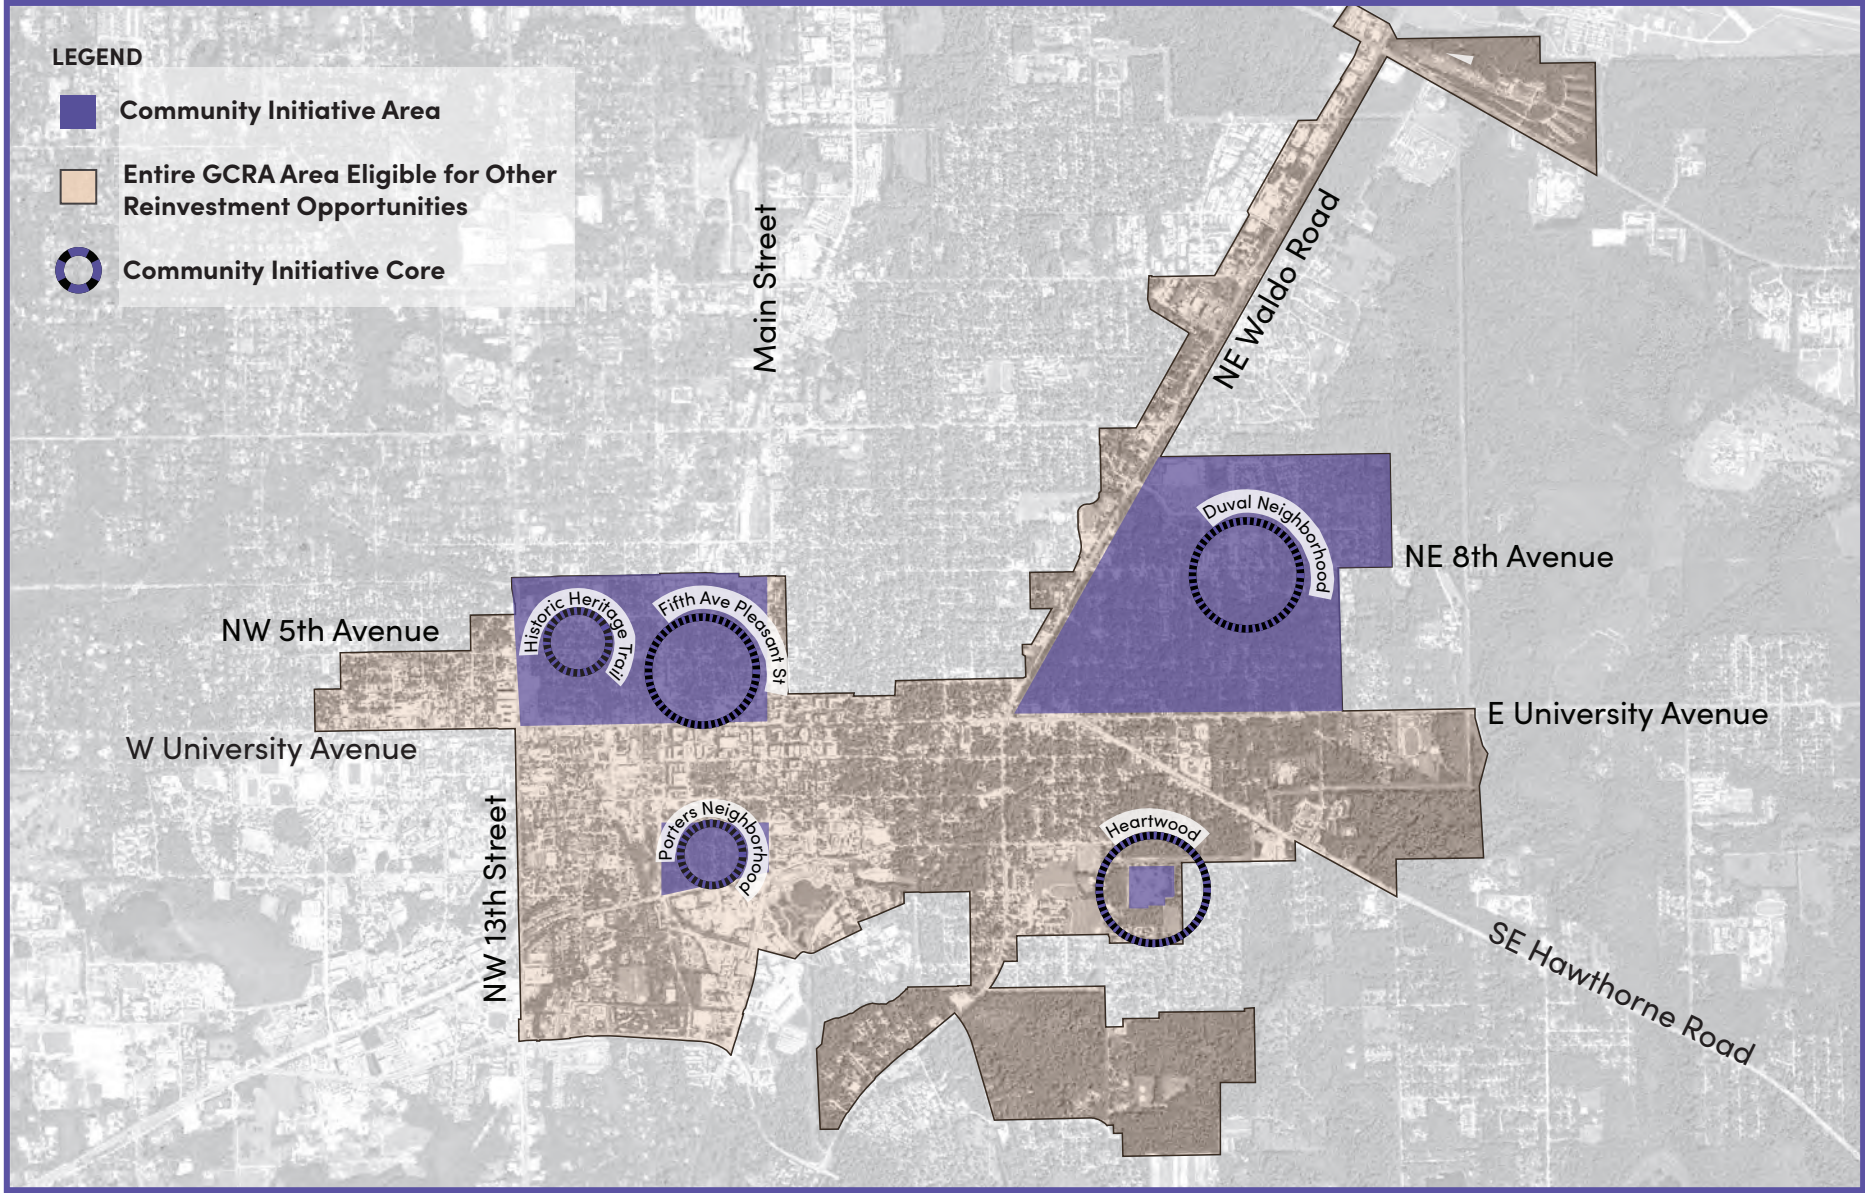 LEGEND
Community Initiative Area
Entire GCRA Area Eligible for Other
Reinvestment Opportunities
Community Initiative Core
Main Street
NE Waldo Road
Duval Neighborhood
NE 8th Avenue
Historic Heritage Trail
Fifth Ave Pleasant St
NW 5th Avenue
E University Avenue
W University Avenue
NW 13th Street
Porters Neighborhood
Heartwood
SE Hawthorne Road